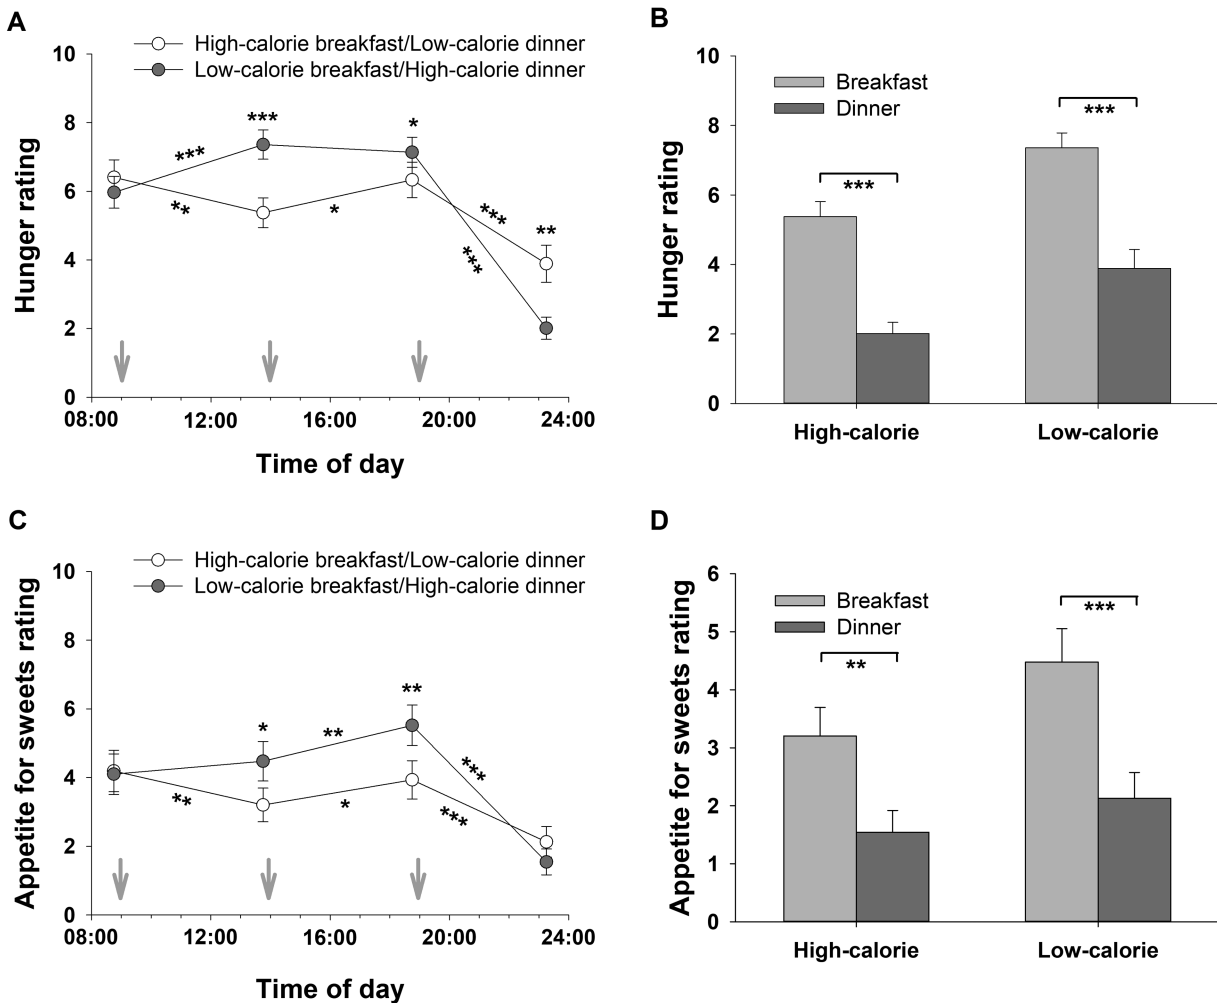 A
High-calorie breakfast/Low-calorie dinner
Low-calorie breakfast/High-calorie dinner
Hunger rating
10
8
6
4
2
0
***
***
*
**
*
***
***
**
08:00 12:00 16:00 20:00 24:00
Time of day
B
Breakfast
Dinner
Hunger rating
10
8
6
4
2
0
***
***
High-calorie Low-calorie
C
High-calorie breakfast/Low-calorie dinner
Low-calorie breakfast/High-calorie dinner
Appetite for sweets rating
10
8
6
4
2
0
**
*
**
**
***
**
*
***
08:00 12:00 16:00 20:00 24:00
Time of day
D
Breakfast
Dinner
Appetite for sweets rating
6
5
4
3
2
1
0
***
**
High-calorie Low-calorie